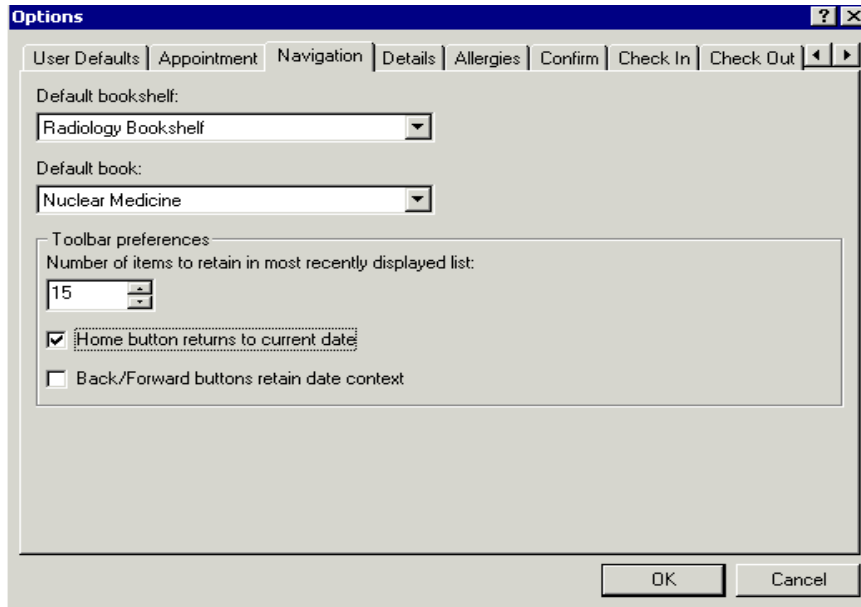 Options
User Defaults Appointment Navigation Details Allergies Confirm Check In Check Out
Default bookshelf:
Radiology Bookshelf
Default book:
Nuclear Medicine
Toolbar preferences
Number of items to retain in most recently displayed list:
15
Home button returns to current date
Back/Forward buttons retain date context
OK Cancel